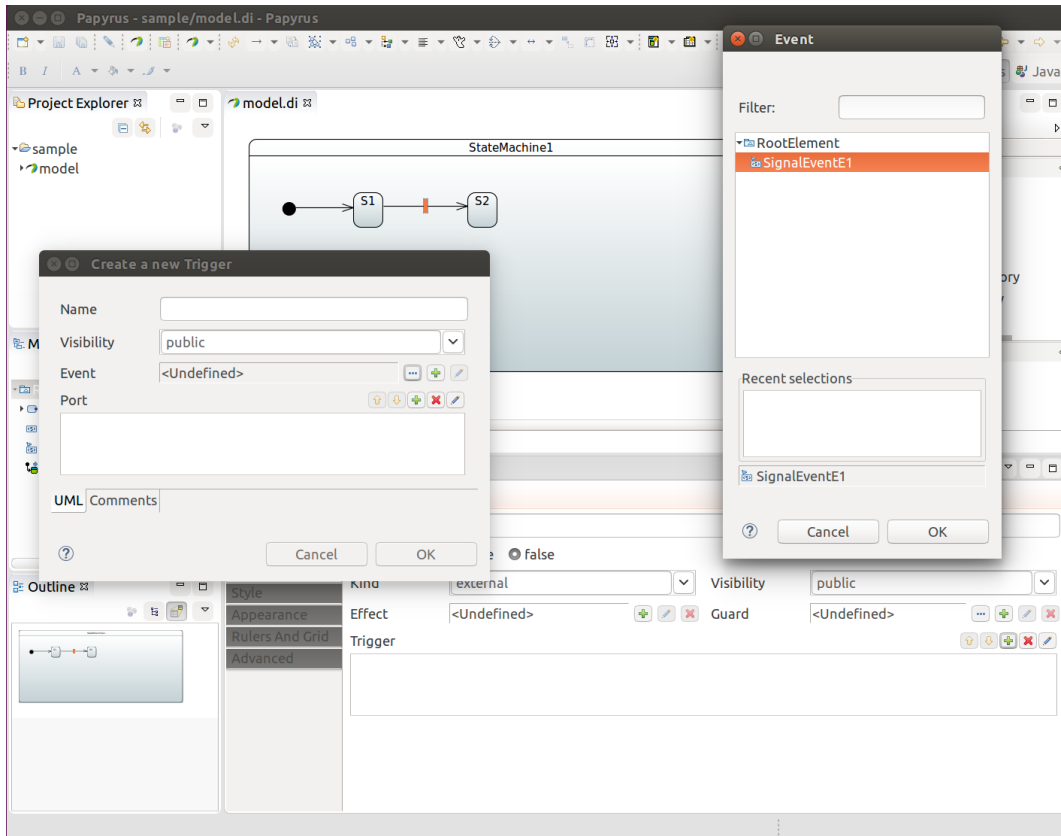 Papyrus - sample/model.di - Papyrus
B I A
Java
Project Explorer
model.di
sample
model
StateMachine1
S1
S2
Event
Filter:
RootElement
SignalEventE1
Recent selections
SignalEventE1
Cancel
OK
Create a new Trigger
Name
Visibility
public
Event
<Undefined>
Port
UML
Comments
Cancel
OK
false
Outline
Style
Appearance
Rulers And Grid
Advanced
Kind
external
Visibility
public
Effect
<Undefined>
Guard
<Undefined>
Trigger